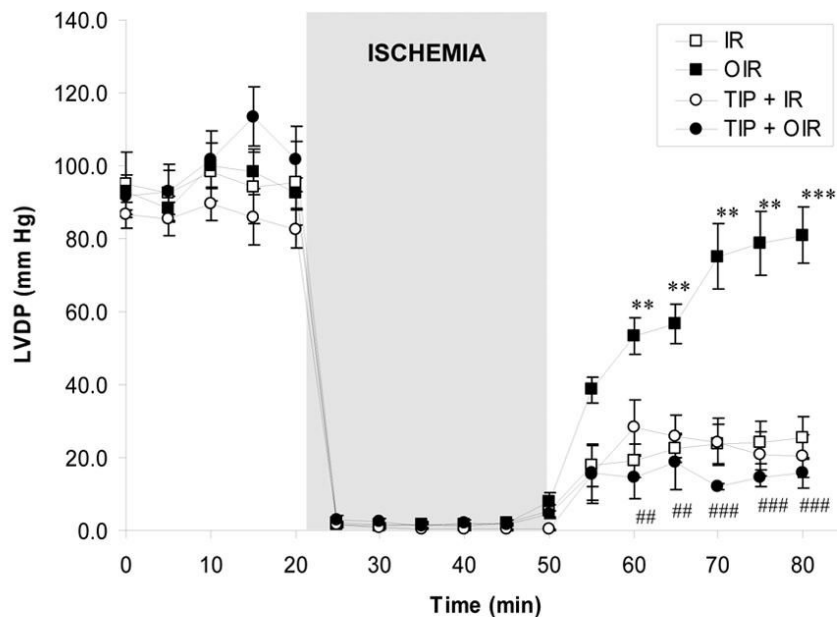 140.0
120.0
100.0
80.0
60.0
40.0
20.0
0.0
LVDP (mm Hg)
ISCHEMIA
IR
OIR
TIP + IR
TIP + OIR
** ** ** ** ***
## ## ### ### ###
0 10 20 30 40 50 60 70 80
Time (min)